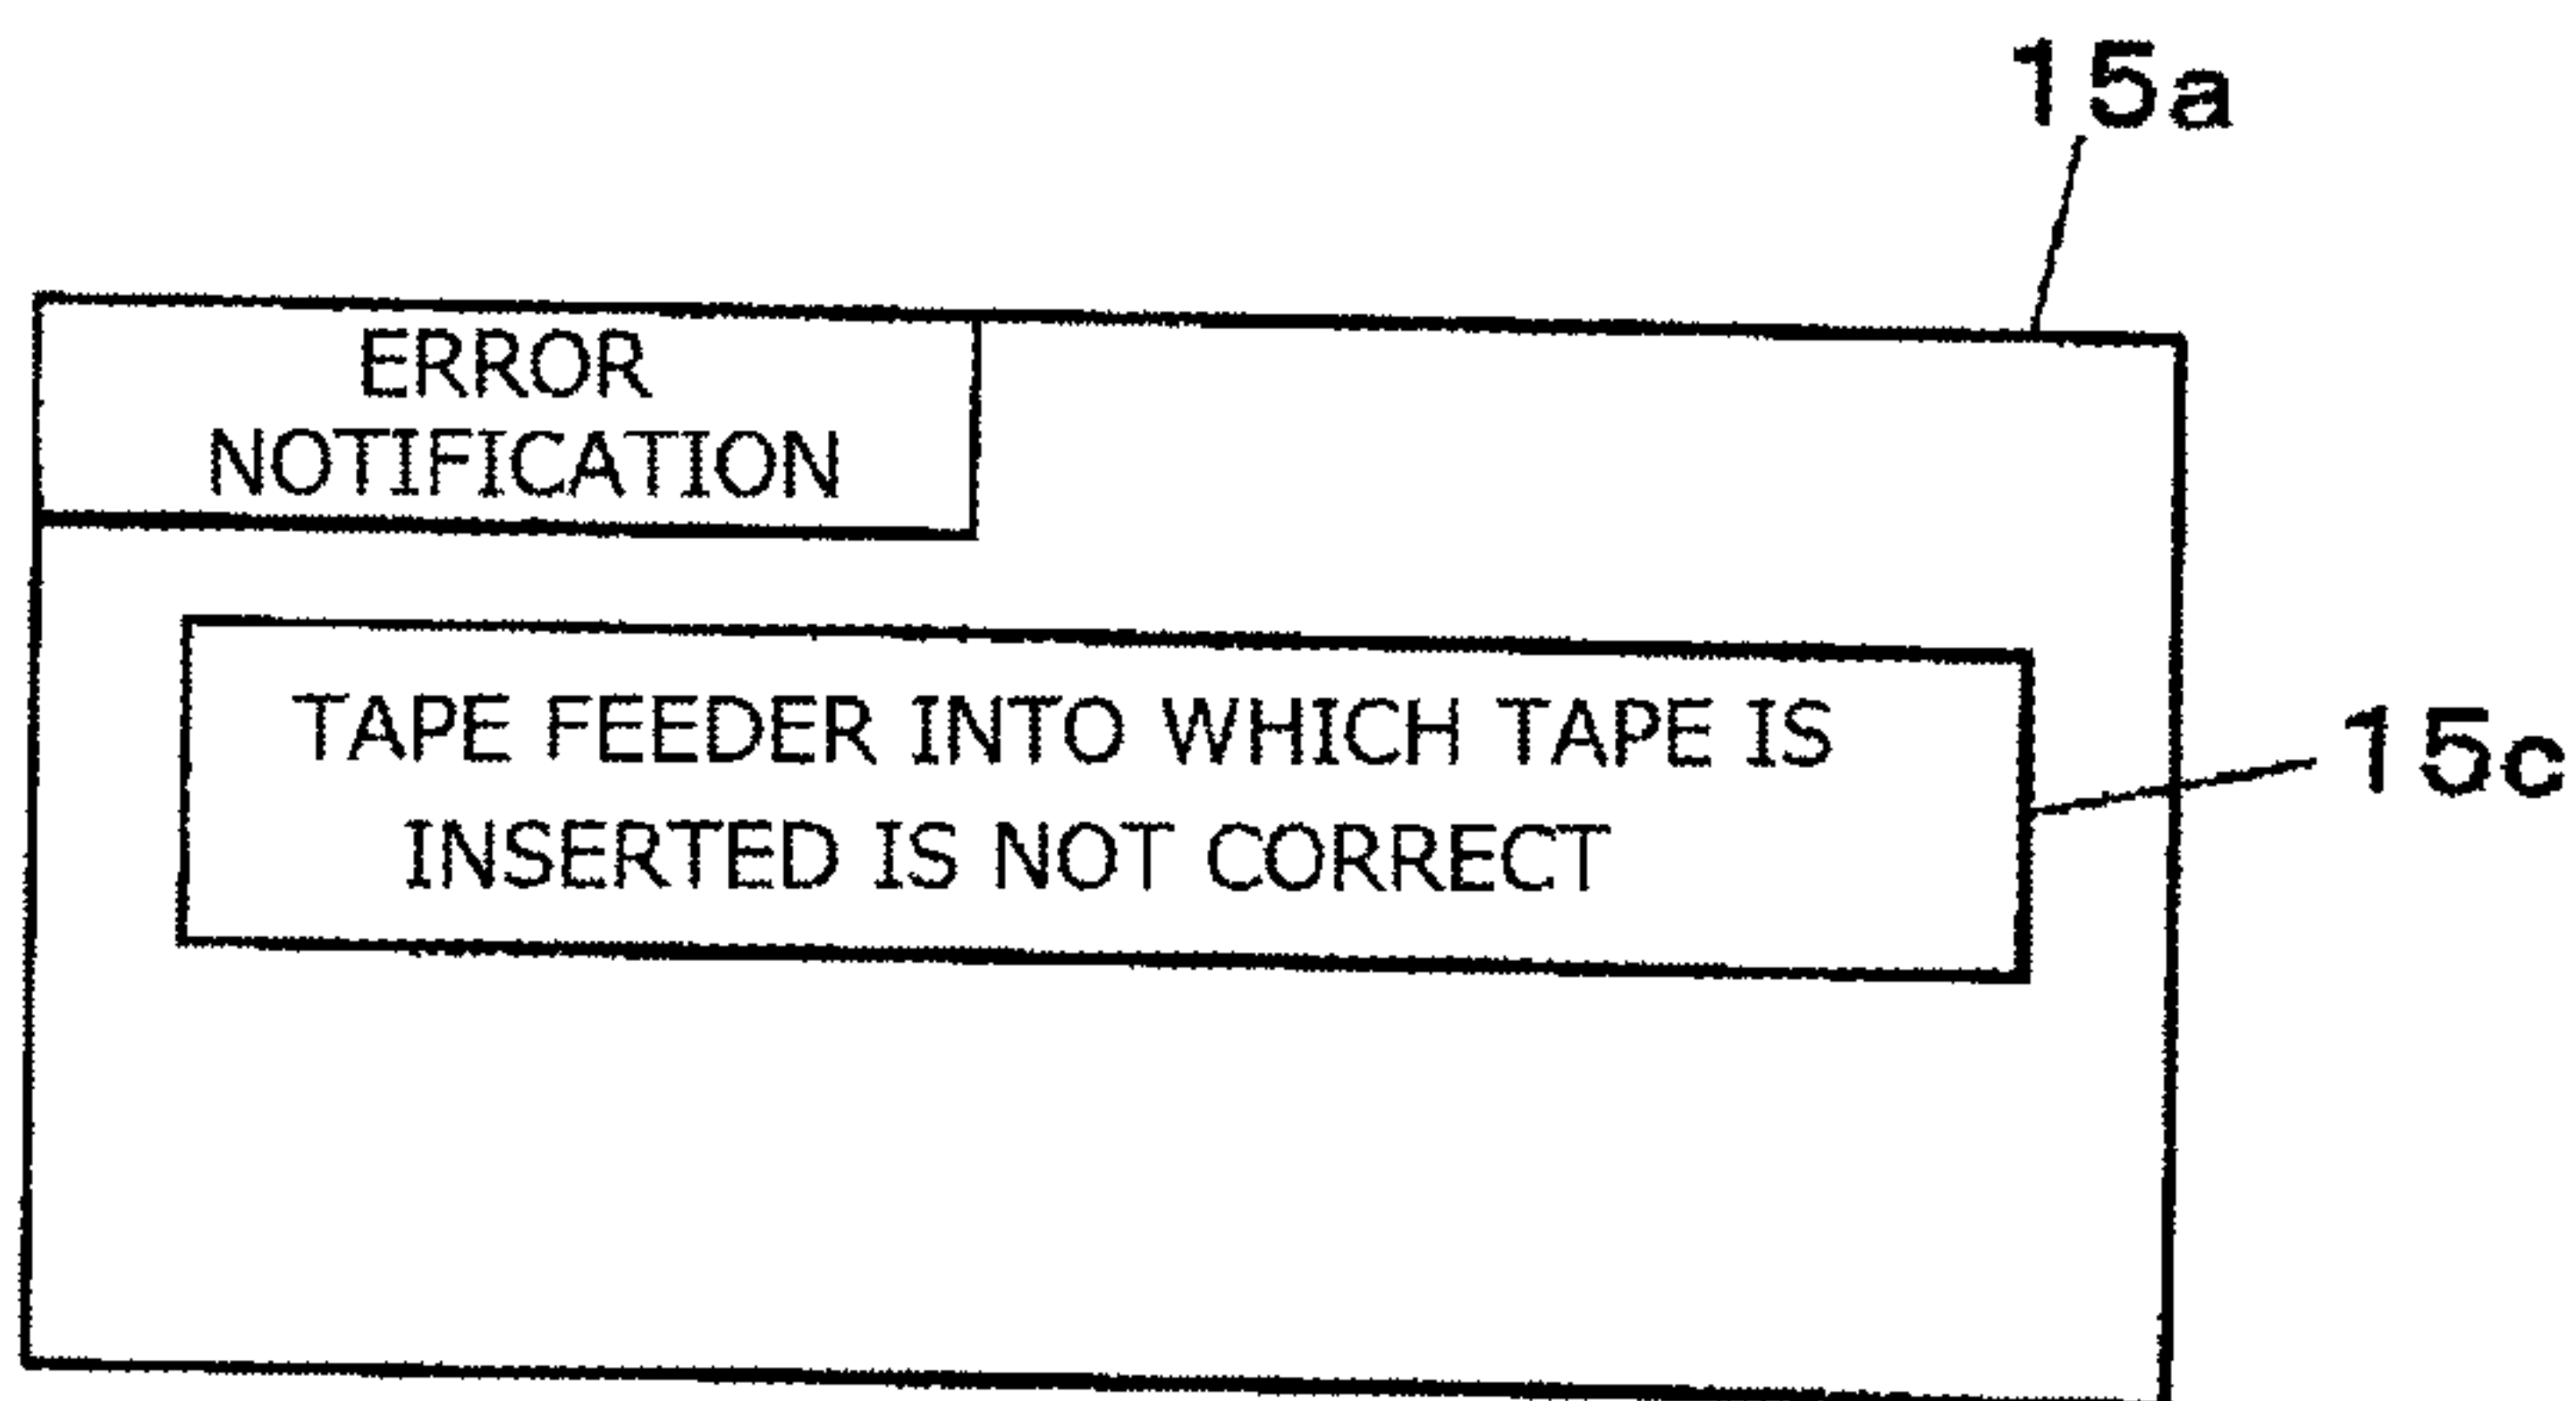 15a
ERROR
NOTIFICATION
TAPE FEEDER INTO WHICH TAPE IS
INSERTED IS NOT CORRECT
15c